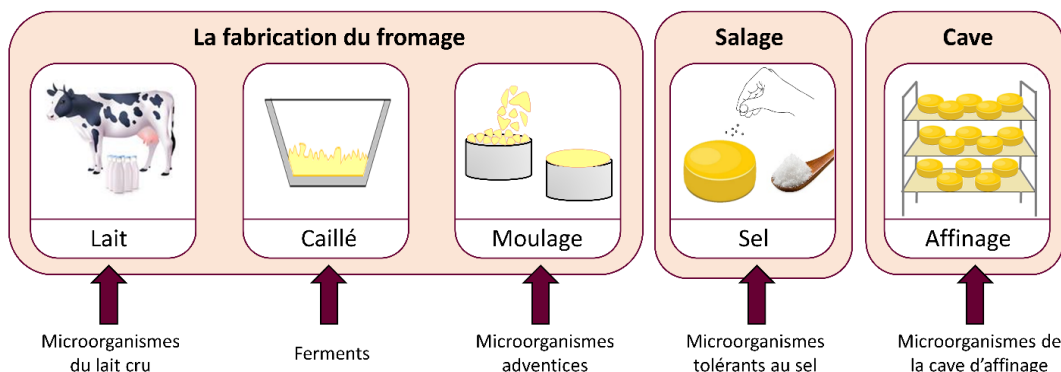 La fabrication du fromage
Salage
Cave
Lait
Caillé
Moulage
Sel
Affinage
Microorganismes
du lait cru
Ferments
Microorganismes
adventices
Microorganismes
tolérants au sel
Microorganismes de
la cave d'affinage